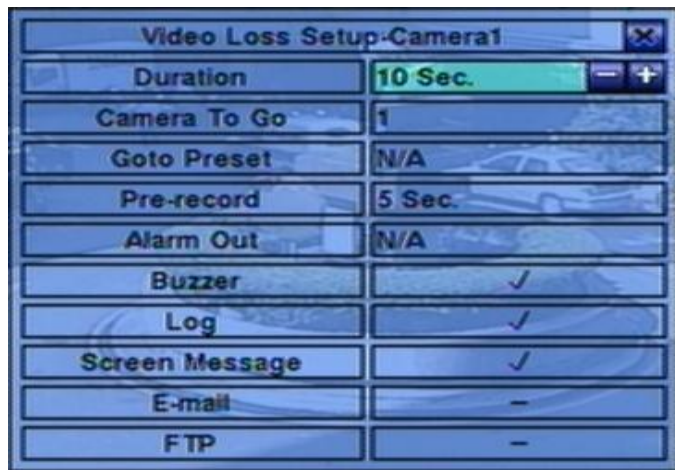 Video Loss Setup-Camera1
Duration 10 Sec.
Camera To Go 1
Goto Preset N/A
Pre-record 5 Sec.
Alarm Out N/A
Buzzer ✓
Log ✓
Screen Message ✓
E-mail –
FTP –